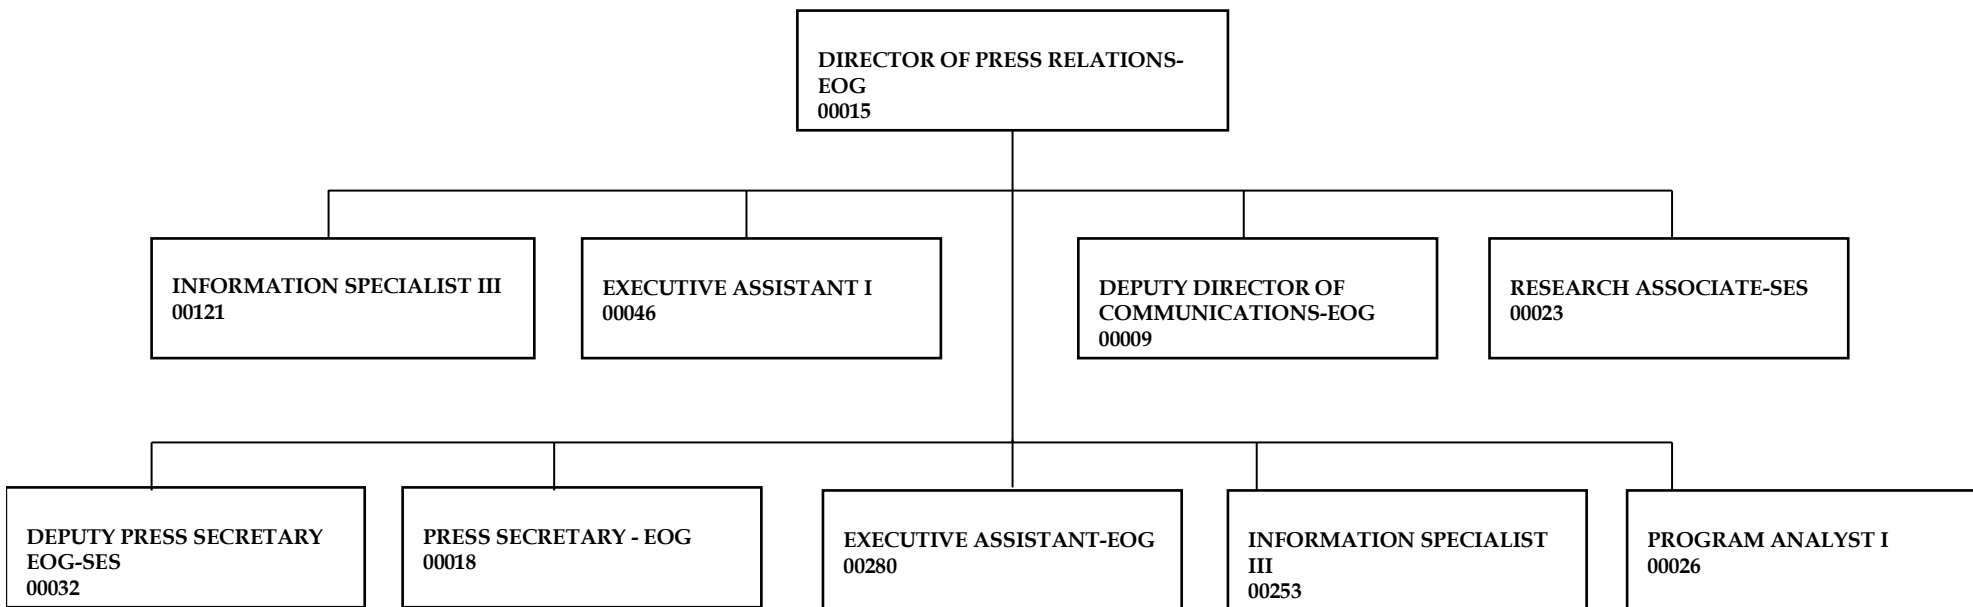 DIRECTOR OF PRESS RELATIONS-
EOG
00015
INFORMATION SPECIALIST III
00121
EXECUTIVE ASSISTANT I
00046
DEPUTY DIRECTOR OF
COMMUNICATIONS-EOG
00009
RESEARCH ASSOCIATE-SES
00023
DEPUTY PRESS SECRETARY
EOG-SES
00032
PRESS SECRETARY - EOG
00018
EXECUTIVE ASSISTANT-EOG
00280
INFORMATION SPECIALIST
III
00253
PROGRAM ANALYST I
00026